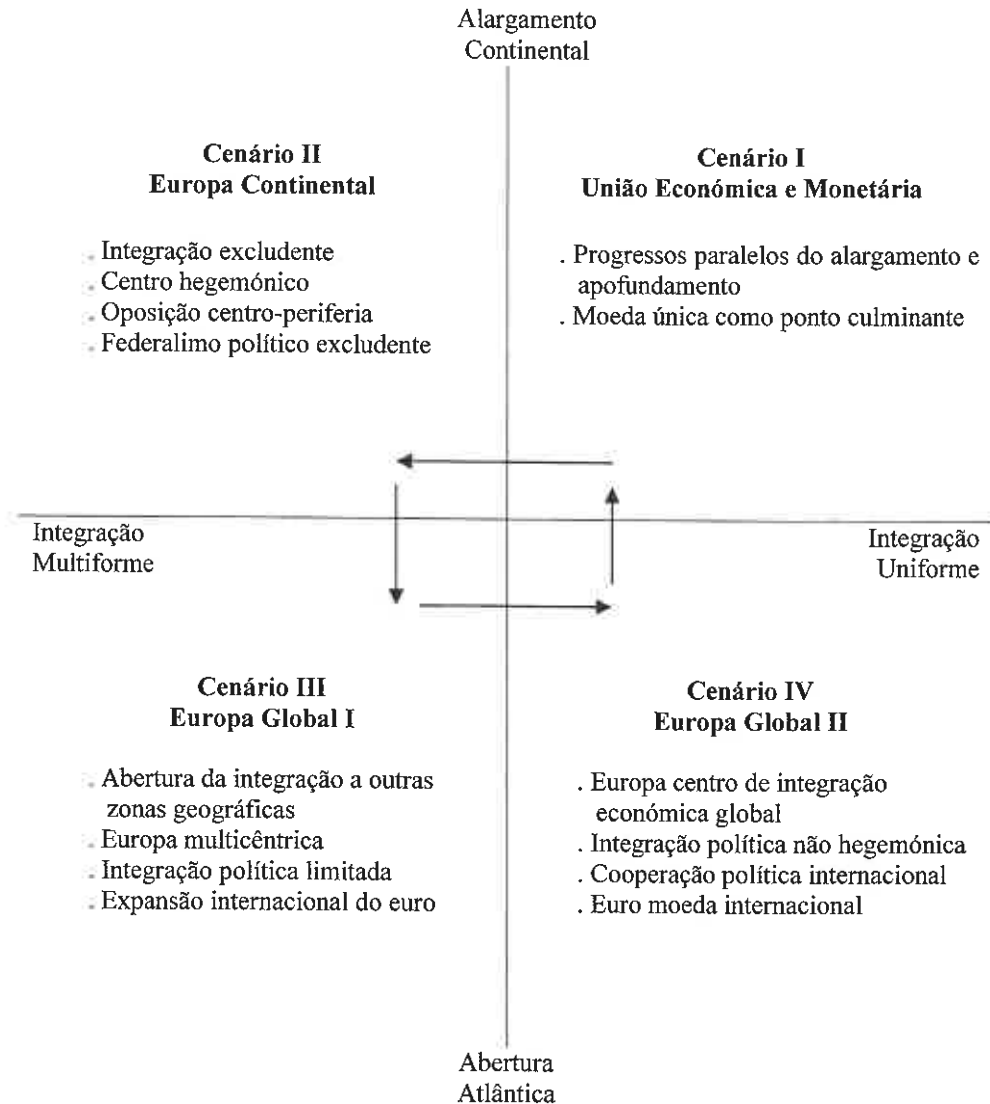 Alargamento
Continental
Cenário II
Europa Continental
. Integração excludente
. Centro hegemónico
. Oposição centro-periferia
. Federalimo político excludente
Cenário I
União Económica e Monetária
. Progressos paralelos do alargamento e
apofundamento
. Moeda única como ponto culminante
Integração
Multiforme
Integração
Uniforme
Cenário III
Europa Global I
. Abertura da integração a outras
zonas geográficas
. Europa multicêntrica
. Integração política limitada
. Expansão internacional do euro
Cenário IV
Europa Global II
. Europa centro de integração
económica global
. Integração política não hegemónica
. Cooperação política internacional
. Euro moeda internacional
Abertura
Atlântica